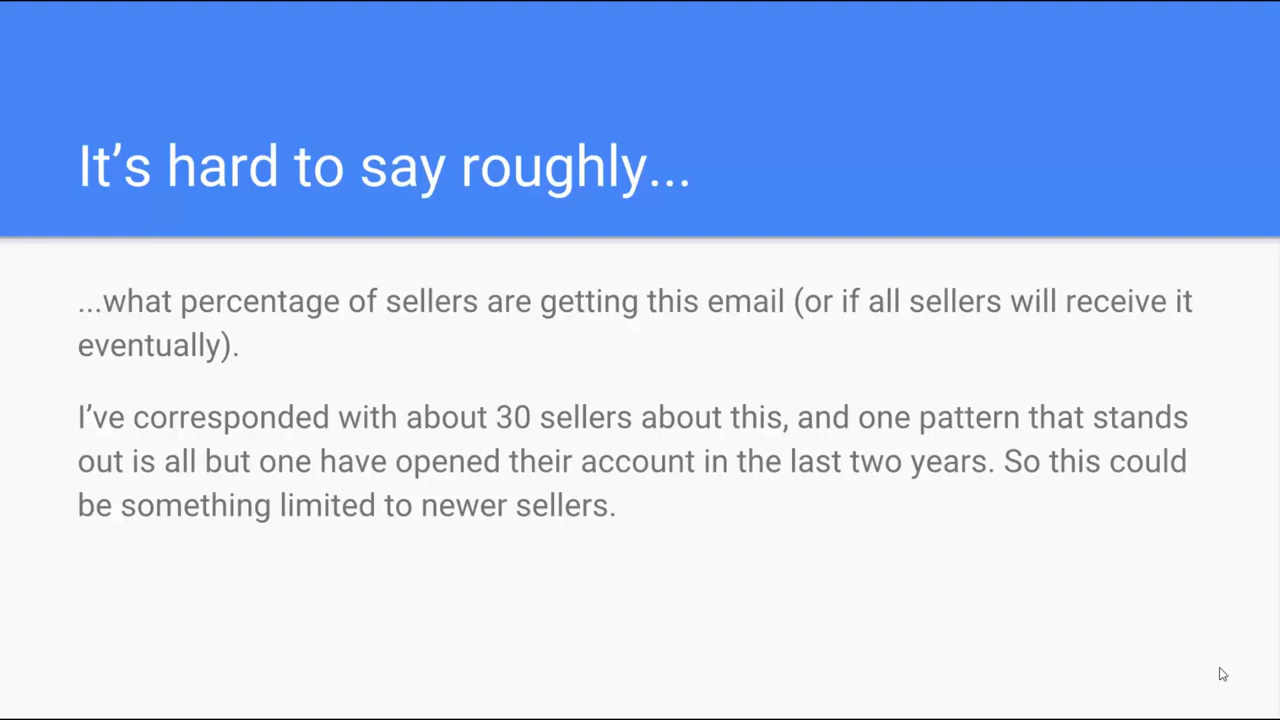 It’s hard to say roughly...
...what percentage of sellers are getting this email (or if all sellers will receive it
eventually).
I’ve corresponded with about 30 sellers about this, and one pattern that stands
out is all but one have opened their account in the last two years. So this could
be something limited to newer sellers.